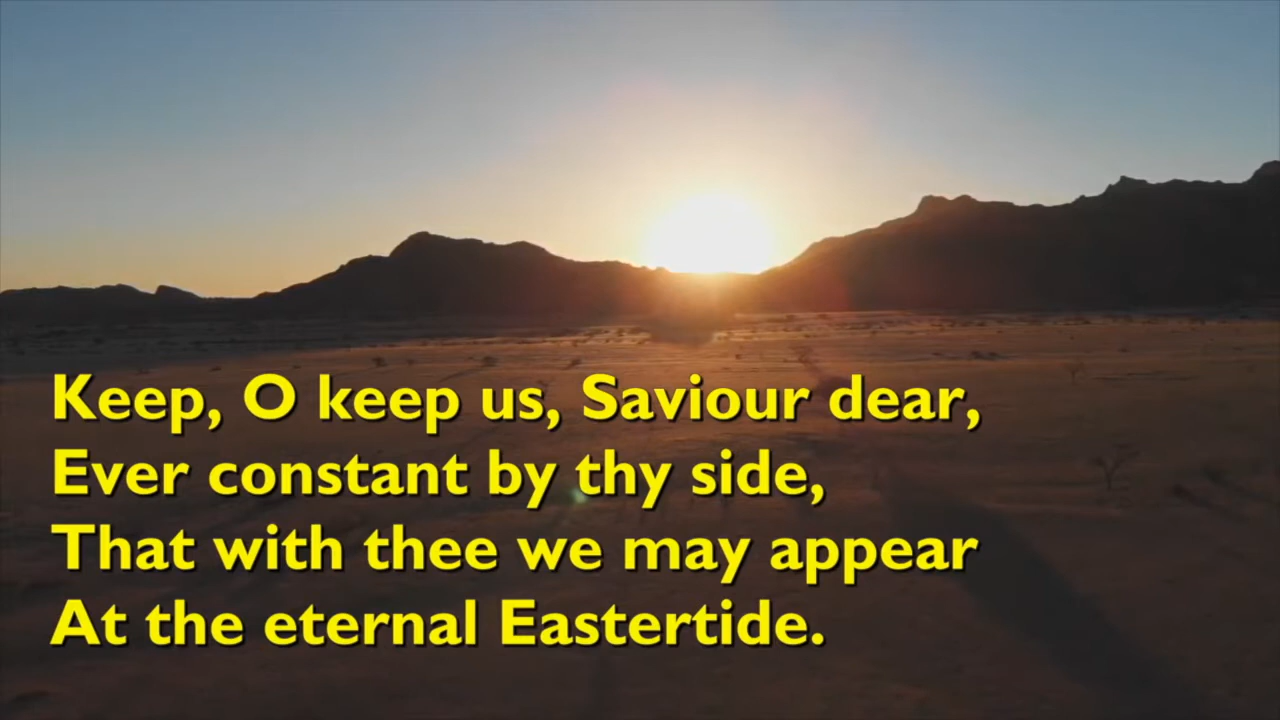 Keep, O keep us, Saviour dear,
Ever constant by thy side,
That with thee we may appear
At the eternal Eastertide.